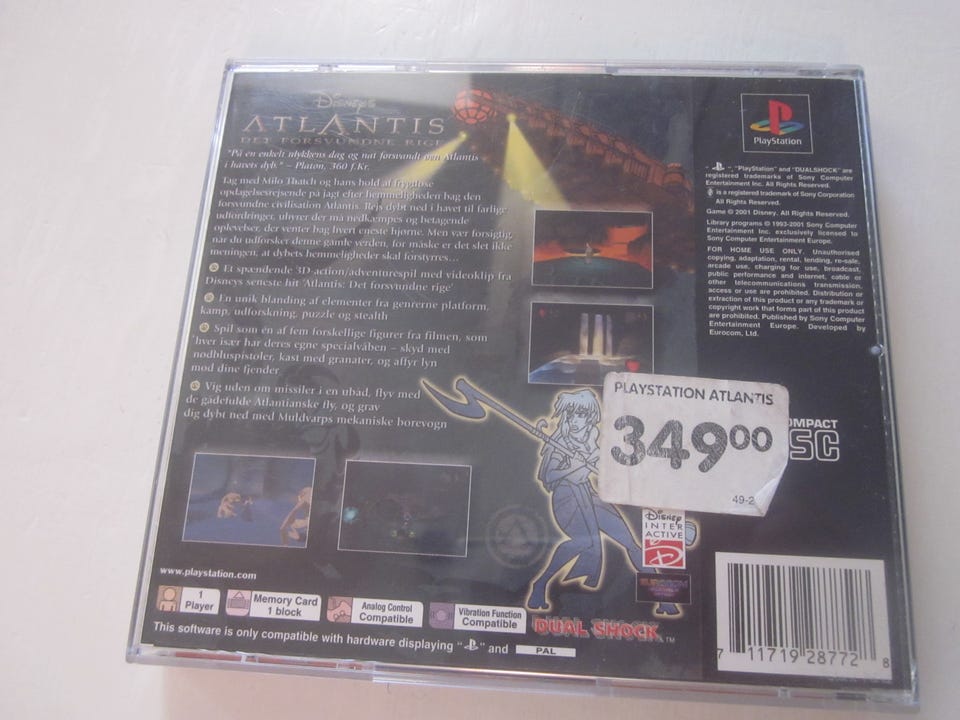 Disney's
ATLANTIS
DET FORSVUNDNE RIGE
"På en enkelt ulykkens dag og nat forsvandt øen Atlantis
i havets dyb." – Platon, 360 f.Kr.
Tag med Milo Thatch og hans hold af frygtløse
opdagelsesrejsende på jagt efter hemmeligheden bag den
forsvundne civilisation Atlantis. Rejs dybt ned i havet til farlige
udfordringer, uhyrer der må nedkæmpes og betagende
oplevelser, der venter bag hvert eneste hjørne. Men vær forsigtig,
når du udforsker denne gamle verden, for måske er det slet ikke
meningen, at dybets hemmeligheder skal forstyrres...
Et spændende 3D action/adventurespil med videoklip fra
Disneys seneste hit 'Atlantis: Det forsvundne rige'
En unik blanding af elementer fra genrerne platform,
kamp, udforskning, puzzle og stealth
Spil som én af fem forskellige figurer fra filmen, som
hver især har deres egne specialvåben – skyd med
nødbluspistoler, kast med granater, og affyr lyn
mod dine fjender
Vig uden om missiler i en ubåd, flyv med
de gådefulde Atlantianske fly, og grav
dig dybt ned med Muldvarps mekaniske borevogn
PlayStation
" ", "PlayStation" and "DUALSHOCK" are
registered trademarks of Sony Computer
Entertainment Inc. All Rights Reserved.
is a registered trademark of Sony Corporation
All Rights Reserved.
Game © 2001 Disney. All Rights Reserved.
Library programs © 1993-2001 Sony Computer
Entertainment Inc. exclusively licensed to
Sony Computer Entertainment Europe.
FOR HOME USE ONLY. Unauthorised
copying, adaptation, rental, lending, re-sale,
arcade use, charging for use, broadcast,
public performance and internet, cable or
other telecommunications transmission,
access or use are prohibited. Distribution or
extraction of this product or any trademark or
copyright work that forms part of this product
are prohibited. Published by Sony Computer
Entertainment Europe. Developed by
Eurocom, Ltd.
PLAYSTATION ATLANTIS
34900
49-2
OMPACT
SC
Disney
INTER
ACTIVE
EUROCOM
www.playstation.com
1
Player
Memory Card
1 block
Analog Control
Compatible
Vibration Function
Compatible
DUAL SHOCK™
This software is only compatible with hardware displaying " " and PAL
7 11719 28772 8